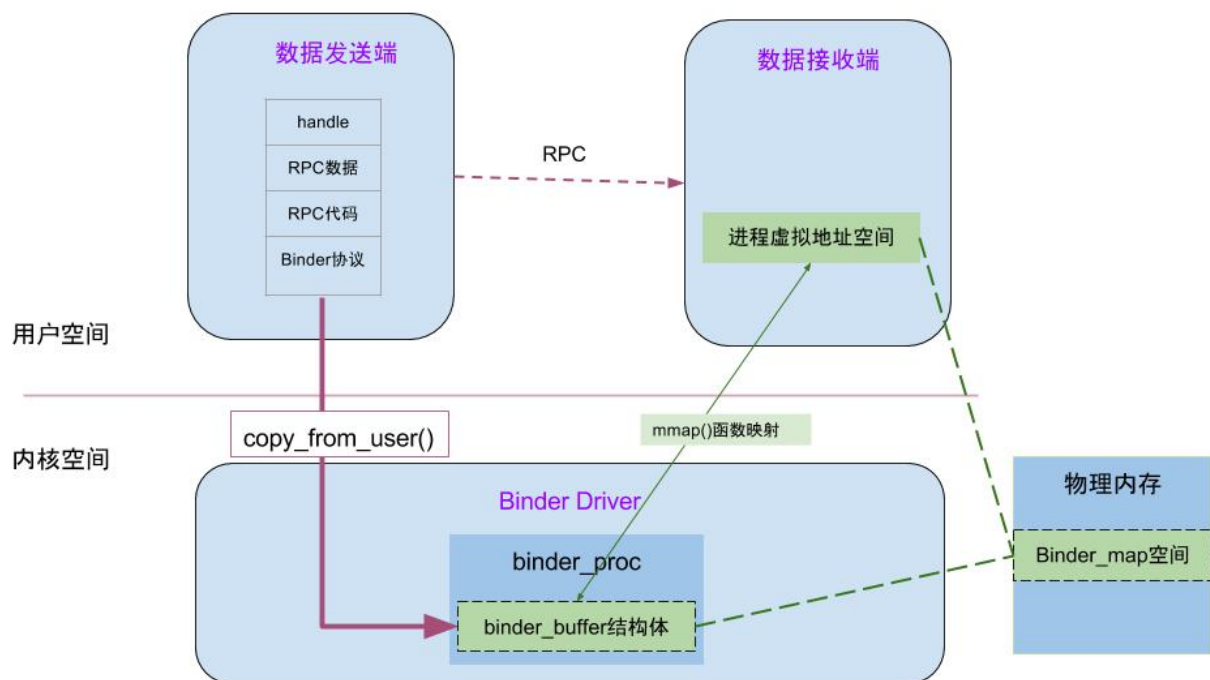 数据发送端
数据接收端
handle
RPC数据
RPC代码
Binder协议
RPC
进程虚拟地址空间
用户空间
copy_from_user()
mmap()函数映射
内核空间
Binder Driver
物理内存
binder_proc
Binder_map空间
binder_buffer结构体